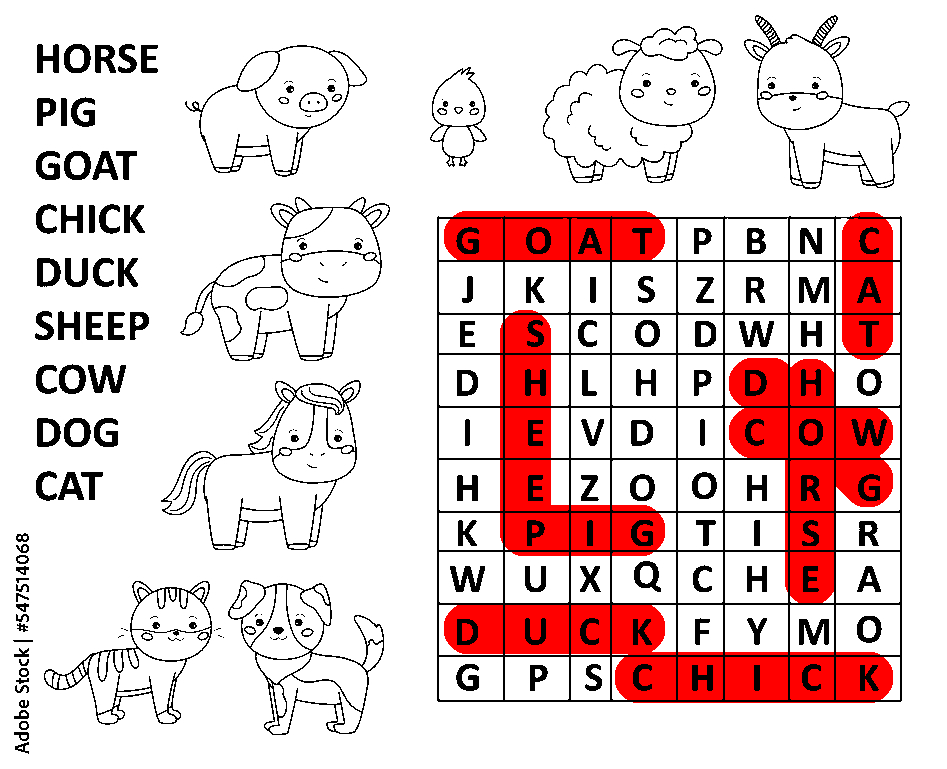 HORSE
PIG
GOAT
CHICK
DUCK
SHEEP
COW
DOG
CAT
G O A T P B N C
J K I S Z R M A
E S C O D W H T
D H L H P D H O
I E V D I C O W
H E Z O O H R G
K P I G T I S R
W U X Q C H E A
D U C K F Y M O
G P S C H I C K
Adobe Stock | #547514068